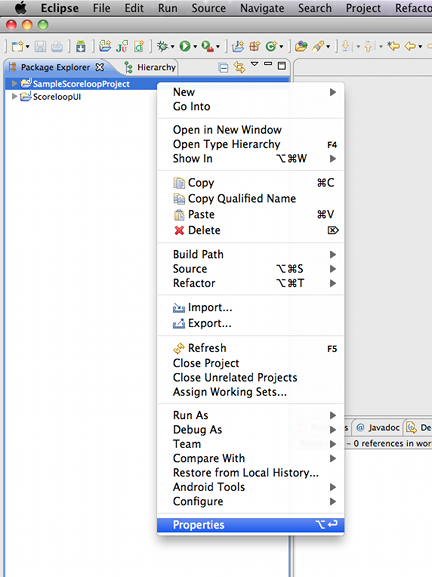 Eclipse File Edit Run Source Navigate Search Project Refacto
Package Explorer Hierarchy
SampleScoreloopProject
ScoreloopUI
New
Go Into
Open in New Window
Open Type Hierarchy F4
Show In ⌥⌘W
Copy ⌘C
Copy Qualified Name
Paste ⌘V
Delete ⌦
Build Path
Source ⌥⌘S
Refactor ⌥⌘T
Import...
Export...
Refresh F5
Close Project
Close Unrelated Projects
Assign Working Sets...
Run As
Debug As
Team
Compare With
Restore from Local History...
Android Tools
Configure
Properties ⌥↩
@ Javadoc De
– 0 references in wor